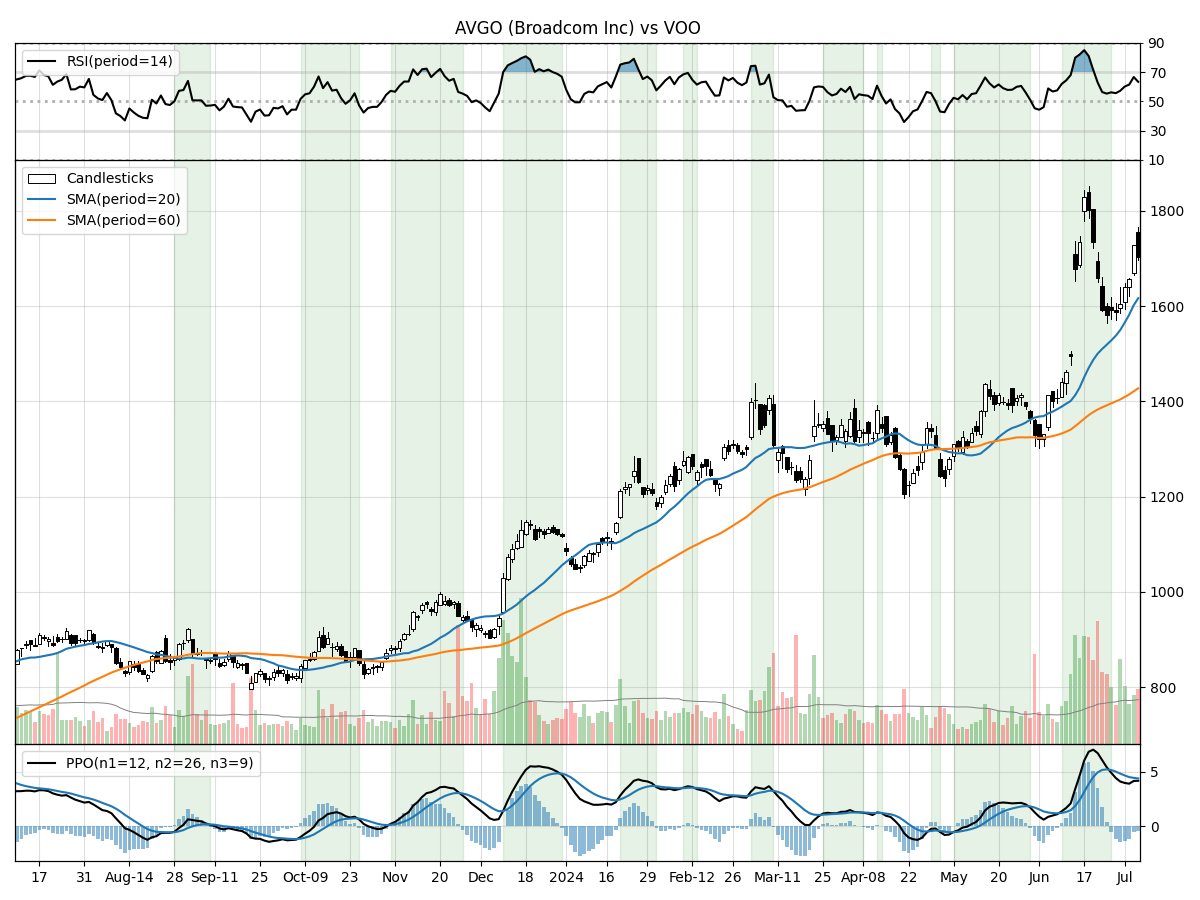 AVGO (Broadcom Inc) vs VOO
RSI(period=14)
90
70
50
30
10
Candlesticks
SMA(period=20)
SMA(period=60)
1800
1600
1400
1200
1000
800
PPO(n1=12, n2=26, n3=9)
5
0
17 31 Aug-14 28 Sep-11 25 Oct-09 23 Nov 20 Dec 18 2024 16 29 Feb-12 26 Mar-11 25 Apr-08 22 May 20 Jun 17 Jul